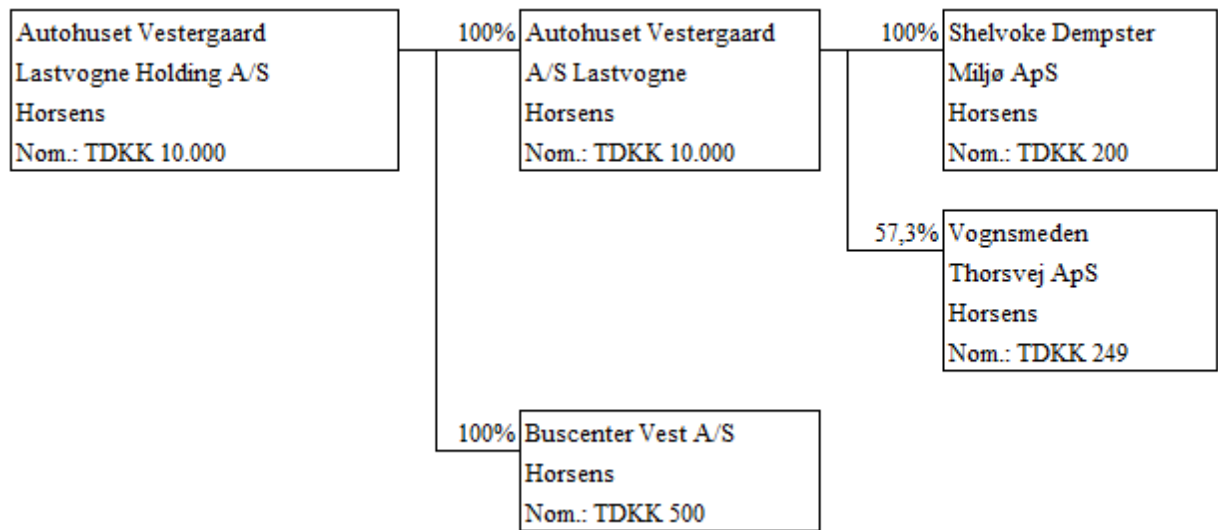 Autohuset Vestergaard
Lastvogne Holding A/S
Horsens
Nom.: TDKK 10.000
100%
Autohuset Vestergaard
A/S Lastvogne
Horsens
Nom.: TDKK 10.000
100%
Shelvoke Dempster
Miljø ApS
Horsens
Nom.: TDKK 200
57,3%
Vognsmeden
Thorsvej ApS
Horsens
Nom.: TDKK 249
100%
Buscenter Vest A/S
Horsens
Nom.: TDKK 500